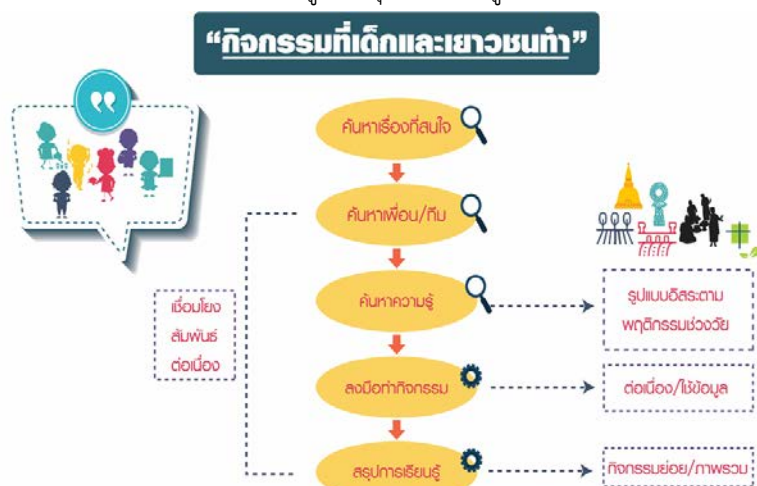 “กิจกรรมที่เด็กและเยาวชนทำ”
ค้นหาเรื่องที่สนใจ
ค้นหาเพื่อน/ทีม
ค้นหาความรู้
ลงมือทำกิจกรรม
สรุปการเรียนรู้
เชื่อมโยง
สัมพันธ์
ต่อเนื่อง
รูปแบบอิสระตาม
พฤติกรรมช่วงวัย
ต่อเนื่อง/ใช้ข้อมูล
กิจกรรมย่อย/ภาพรวม